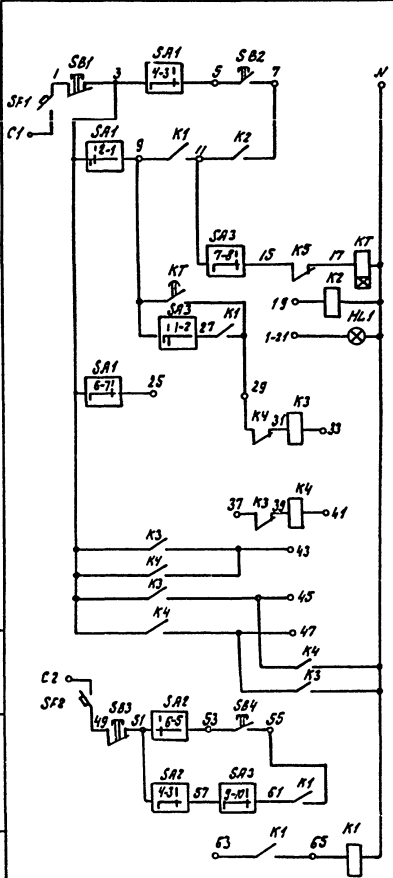 1 SB1 3 SA1 4-3 5 SB2 7 N
SF1
C1
SA1 2-1 9 K1 11 K2
SA3 7-8 15 K5 17 KT
KT 19 K2
SA3 1-2 27 K1 1-21 HL1
SA1 6-7 25 29
K4 31 K3 33
37 K3 39 K4 41
K3 43
K4
K3 45
K4 47
K4
K3
C2
SF2
49 SB3 51 SA2 6-5 53 SB4 55
SA2 4-3 57 SA3 9-10 61 K1
63 K1 65 K1